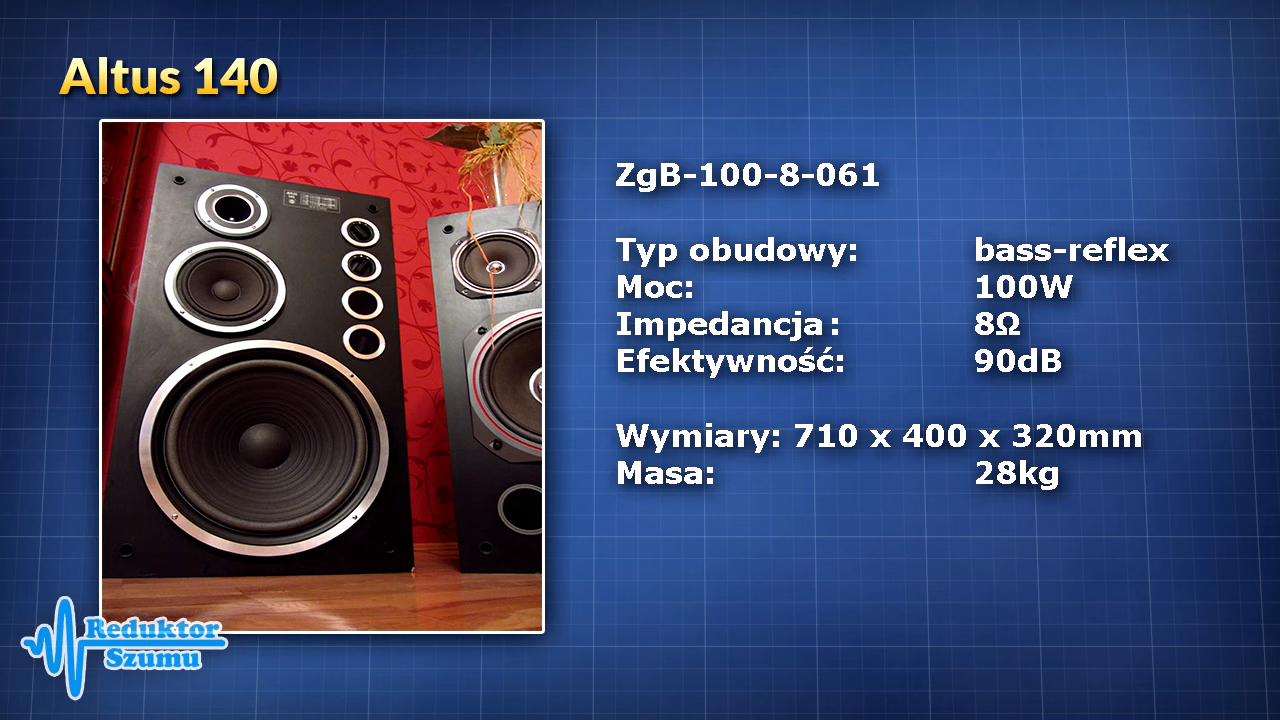 Altus 140
ZgB-100-8-061
Typ obudowy: bass-reflex
Moc: 100W
Impedancja: 8Ω
Efektywność: 90dB
Wymiary: 710 x 400 x 320mm
Masa: 28kg
Reduktor
Szumu